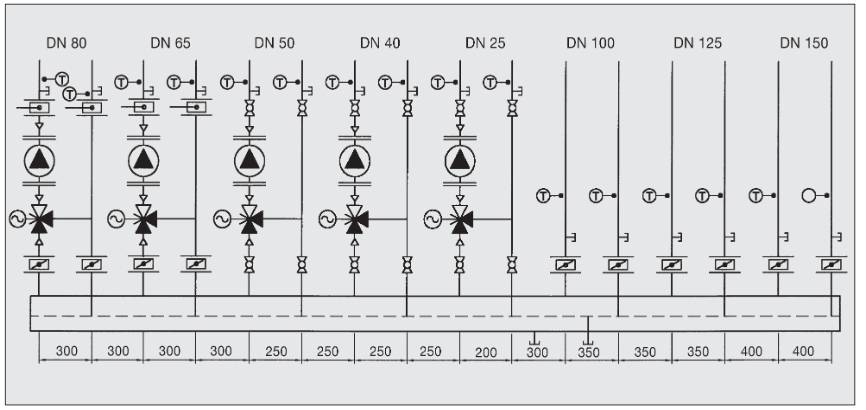 DN 80 DN 65 DN 50 DN 40 DN 25 DN 100 DN 125 DN 150
T T T T T T T T T
T
T T T T T
300 300 300 300 250 250 250 250 200 300 350 350 350 400 400